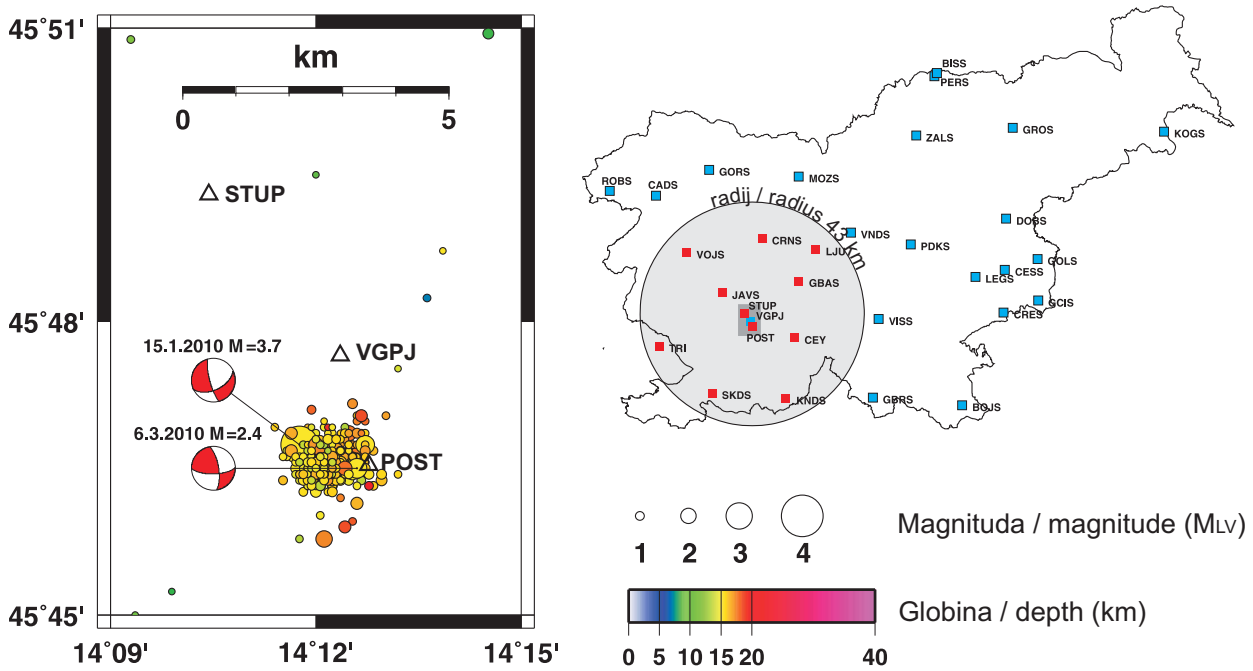 45°51'
km
0 5
STUP
45°48'
VGPJ
15.1.2010 M =3.7
6.3.2010 M=2.4
POST
45°45'
14°09' 14°12' 14°15'
BISS
PERS
ZALS
GROS
KOGS
GORS
MOZS
ROBS
CADS
radij / radius 43 km
DOBS
VNDS
CRNS
PDKS
LJU
VOJS
GOLS
CESS
LEGS
GBAS
JAVS
GCIS
STUP
CRES
VGPJ
VISS
POST
CEY
TRI
SKDS
KNDS
GBRS
BOJS
1 2 3 4
Magnituda / magnitude (MLV)
Globina / depth (km)
0 5 10 15 20 40